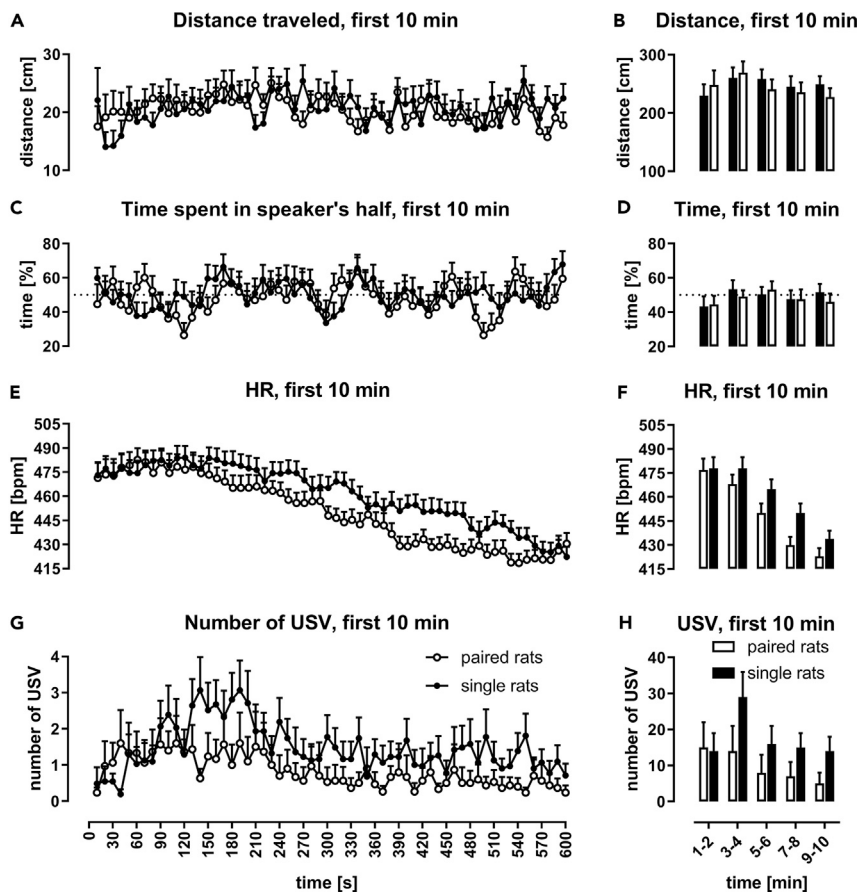 A Distance traveled, first 10 min
distance [cm]
30
20
10
B Distance, first 10 min
distance [cm]
300
200
100
C Time spent in speaker's half, first 10 min
time [%]
80
60
40
20
D Time, first 10 min
time [%]
80
60
40
20
E HR, first 10 min
HR [bpm]
505
490
475
460
445
430
415
F HR, first 10 min
HR [bpm]
505
490
475
460
445
430
415
G Number of USV, first 10 min
number of USV
4
3
2
1
0
paired rats
single rats
0 30 60 90 120 150 180 210 240 270 300 330 360 390 420 450 480 510 540 570 600
time [s]
H USV, first 10 min
number of USV
40
30
20
10
0
paired rats
single rats
1-2 3-4 5-6 7-8 9-10
time [min]